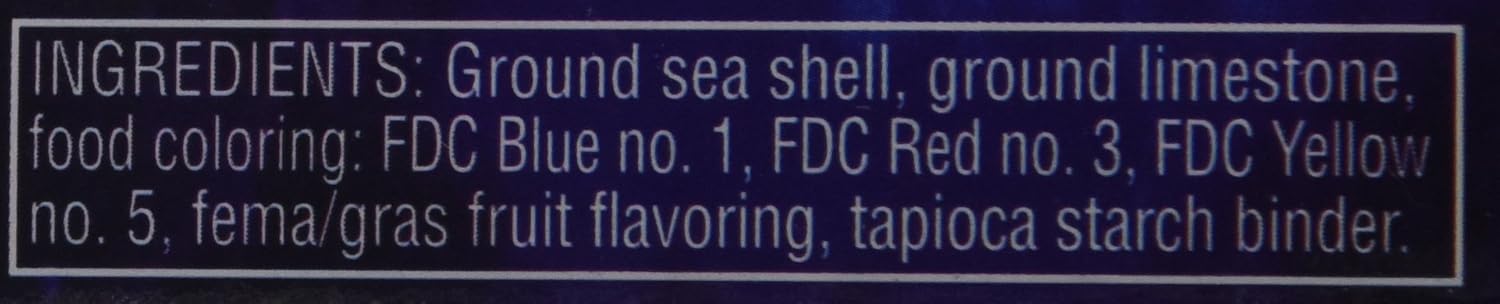 INGREDIENTS: Ground sea shell, ground limestone,
food coloring: FDC Blue no. 1, FDC Red no. 3, FDC Yellow
no. 5, fema/gras fruit flavoring, tapioca starch binder.